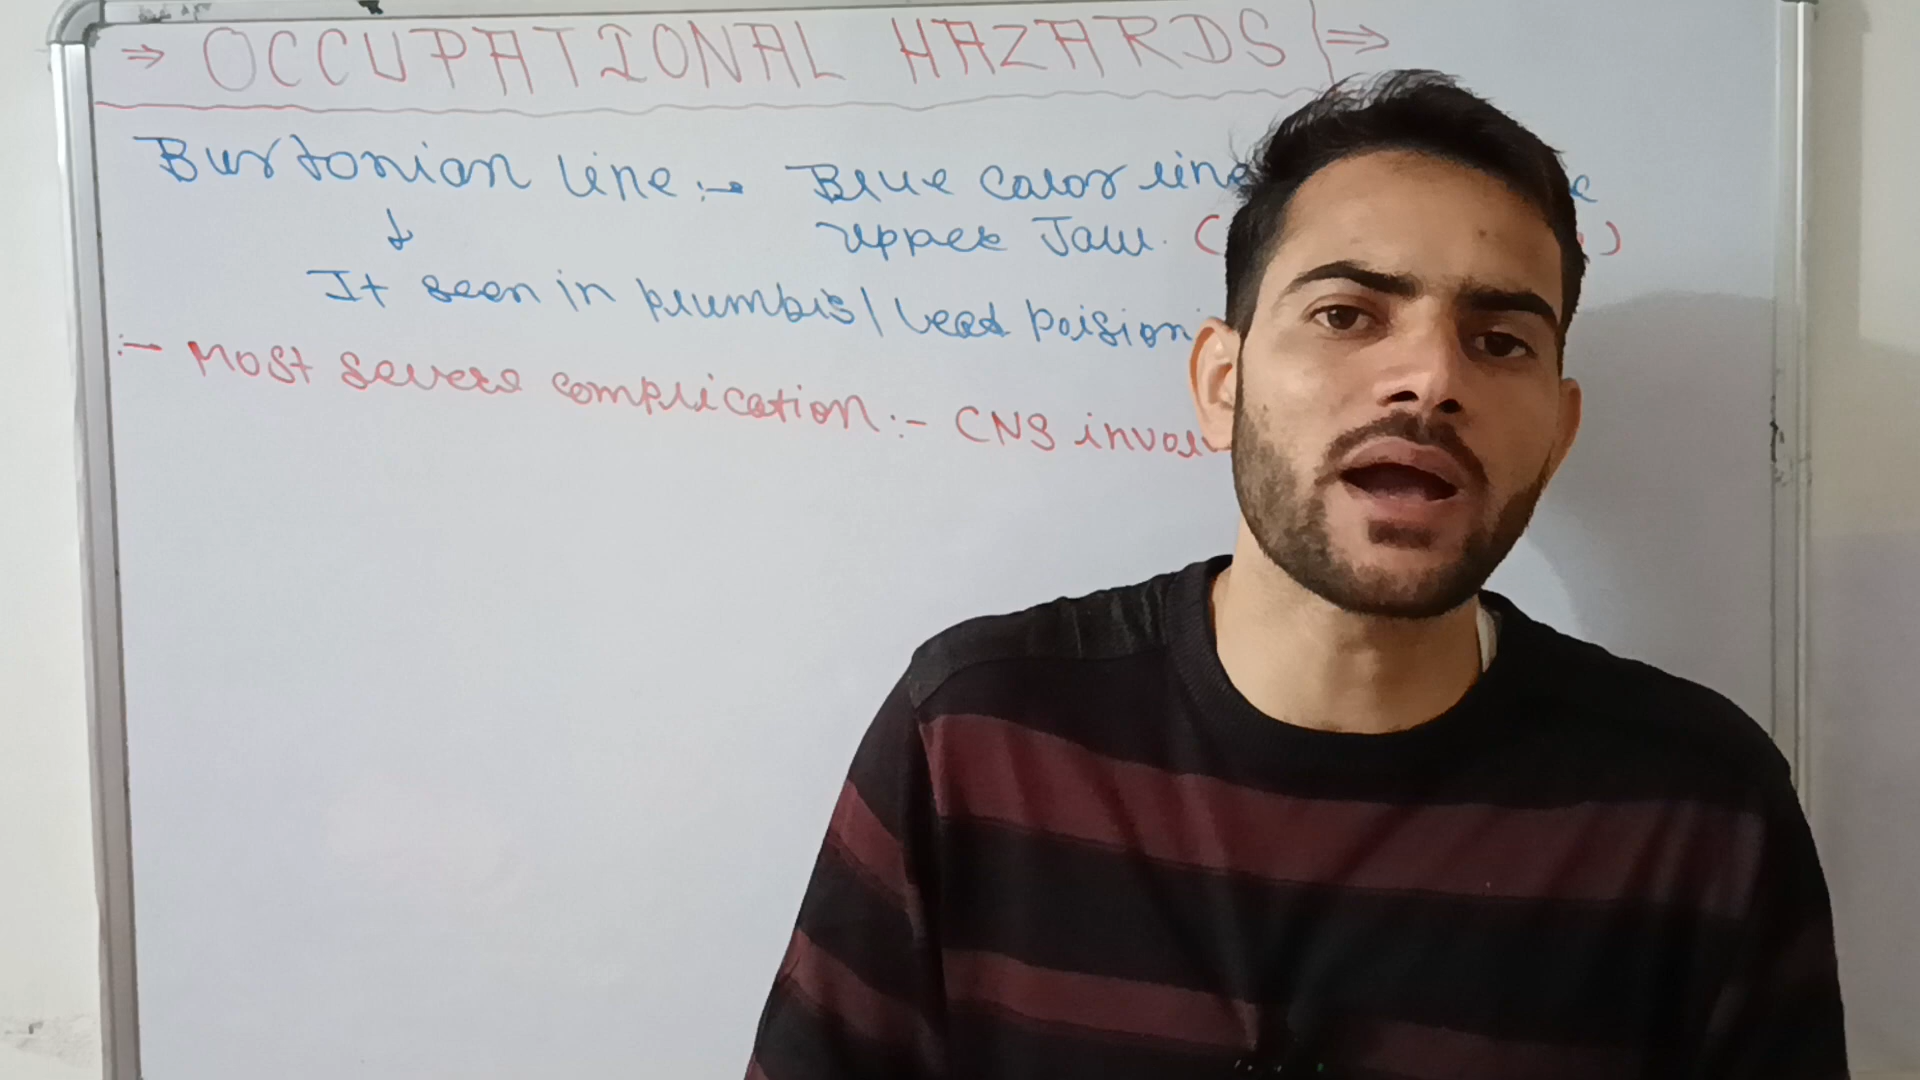 ⇒ OCCUPATIONAL HAZARDS ⇒
Burtonian line :→ Blue color line
↓ upper Jaw. ( )
It seen in plumbis / Lead poision
:- Most severe complication :- CNS invol